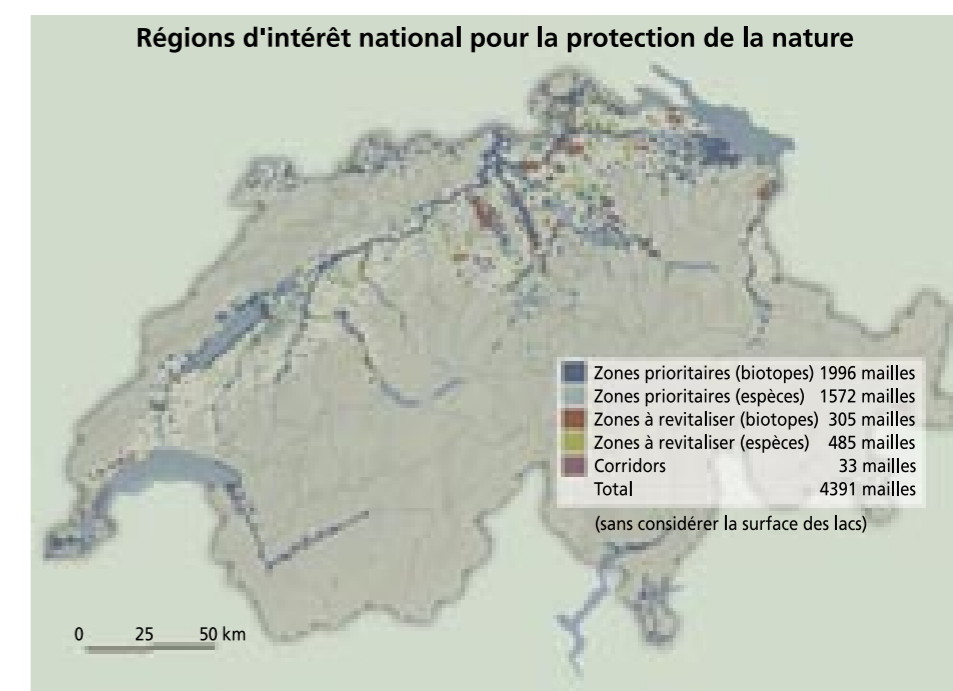 Régions d'intérêt national pour la protection de la nature
Zones prioritaires (biotopes) 1996 mailles
Zones prioritaires (espèces) 1572 mailles
Zones à revitaliser (biotopes) 305 mailles
Zones à revitaliser (espèces) 485 mailles
Corridors 33 mailles
Total 4391 mailles
(sans considérer la surface des lacs)
0 25 50 km